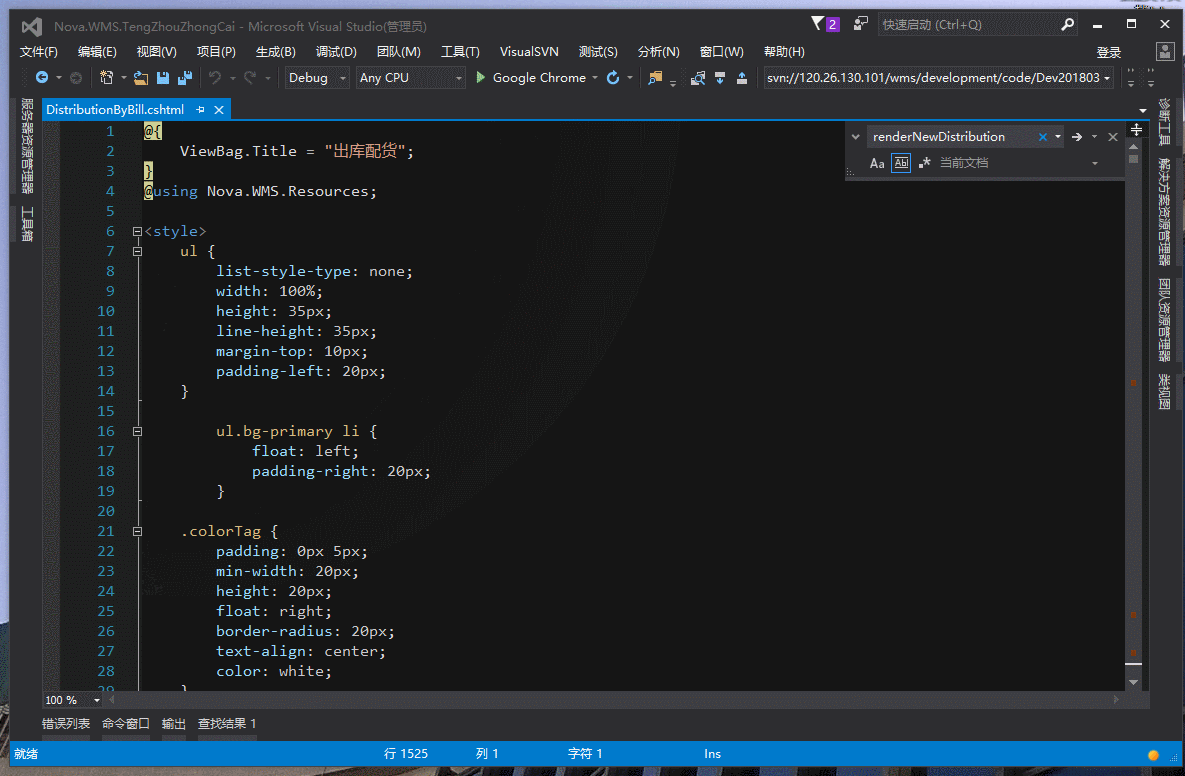 Nova.WMS.TengZhouZhongCai - Microsoft Visual Studio(管理员)
2
快速启动 (Ctrl+Q)
文件(F) 编辑(E) 视图(V) 项目(P) 生成(B) 调试(D) 团队(M) 工具(T) VisualSVN 测试(S) 分析(N) 窗口(W) 帮助(H) 登录
Debug Any CPU Google Chrome svn://120.26.130.101/wms/development/code/Dev201803
服务器资源管理器
工具箱
DistributionByBill.cshtml
renderNewDistribution
Aa Ab .* 当前文档
1 @{
2 ViewBag.Title = "出库配货";
3 }
4 @using Nova.WMS.Resources;
5
6 <style>
7 ul {
8 list-style-type: none;
9 width: 100%;
10 height: 35px;
11 line-height: 35px;
12 margin-top: 10px;
13 padding-left: 20px;
14 }
15
16 ul.bg-primary li {
17 float: left;
18 padding-right: 20px;
19 }
20
21 .colorTag {
22 padding: 0px 5px;
23 min-width: 20px;
24 height: 20px;
25 float: right;
26 border-radius: 20px;
27 text-align: center;
28 color: white;
29 }
诊断工具
解决方案资源管理器
团队资源管理器
类视图
100 %
错误列表 命令窗口 输出 查找结果 1
就绪 行 1525 列 1 字符 1 Ins